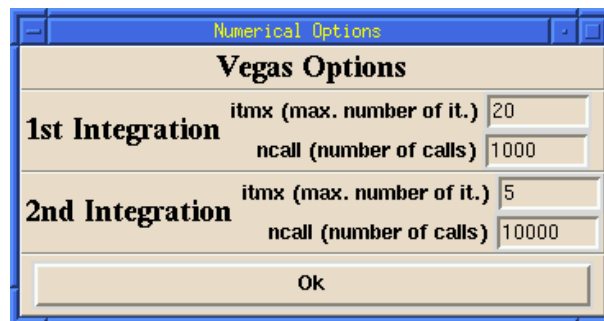 Numerical Options
Vegas Options
1st Integration
itmx (max. number of it.) 20
ncall (number of calls) 1000
2nd Integration
itmx (max. number of it.) 5
ncall (number of calls) 10000
Ok